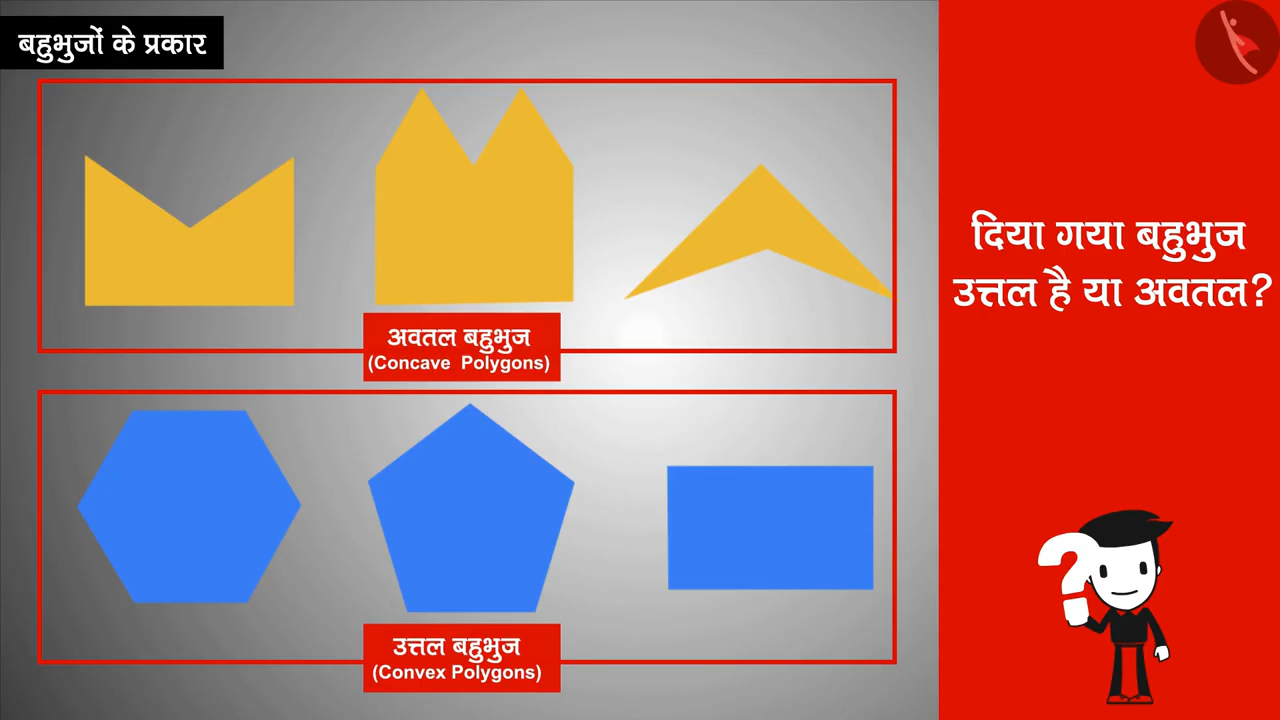 बहुभुजों के प्रकार
अवतल बहुभुज
(Concave Polygons)
उत्तल बहुभुज
(Convex Polygons)
दिया गया बहुभुज
उत्तल है या अवतल?
?